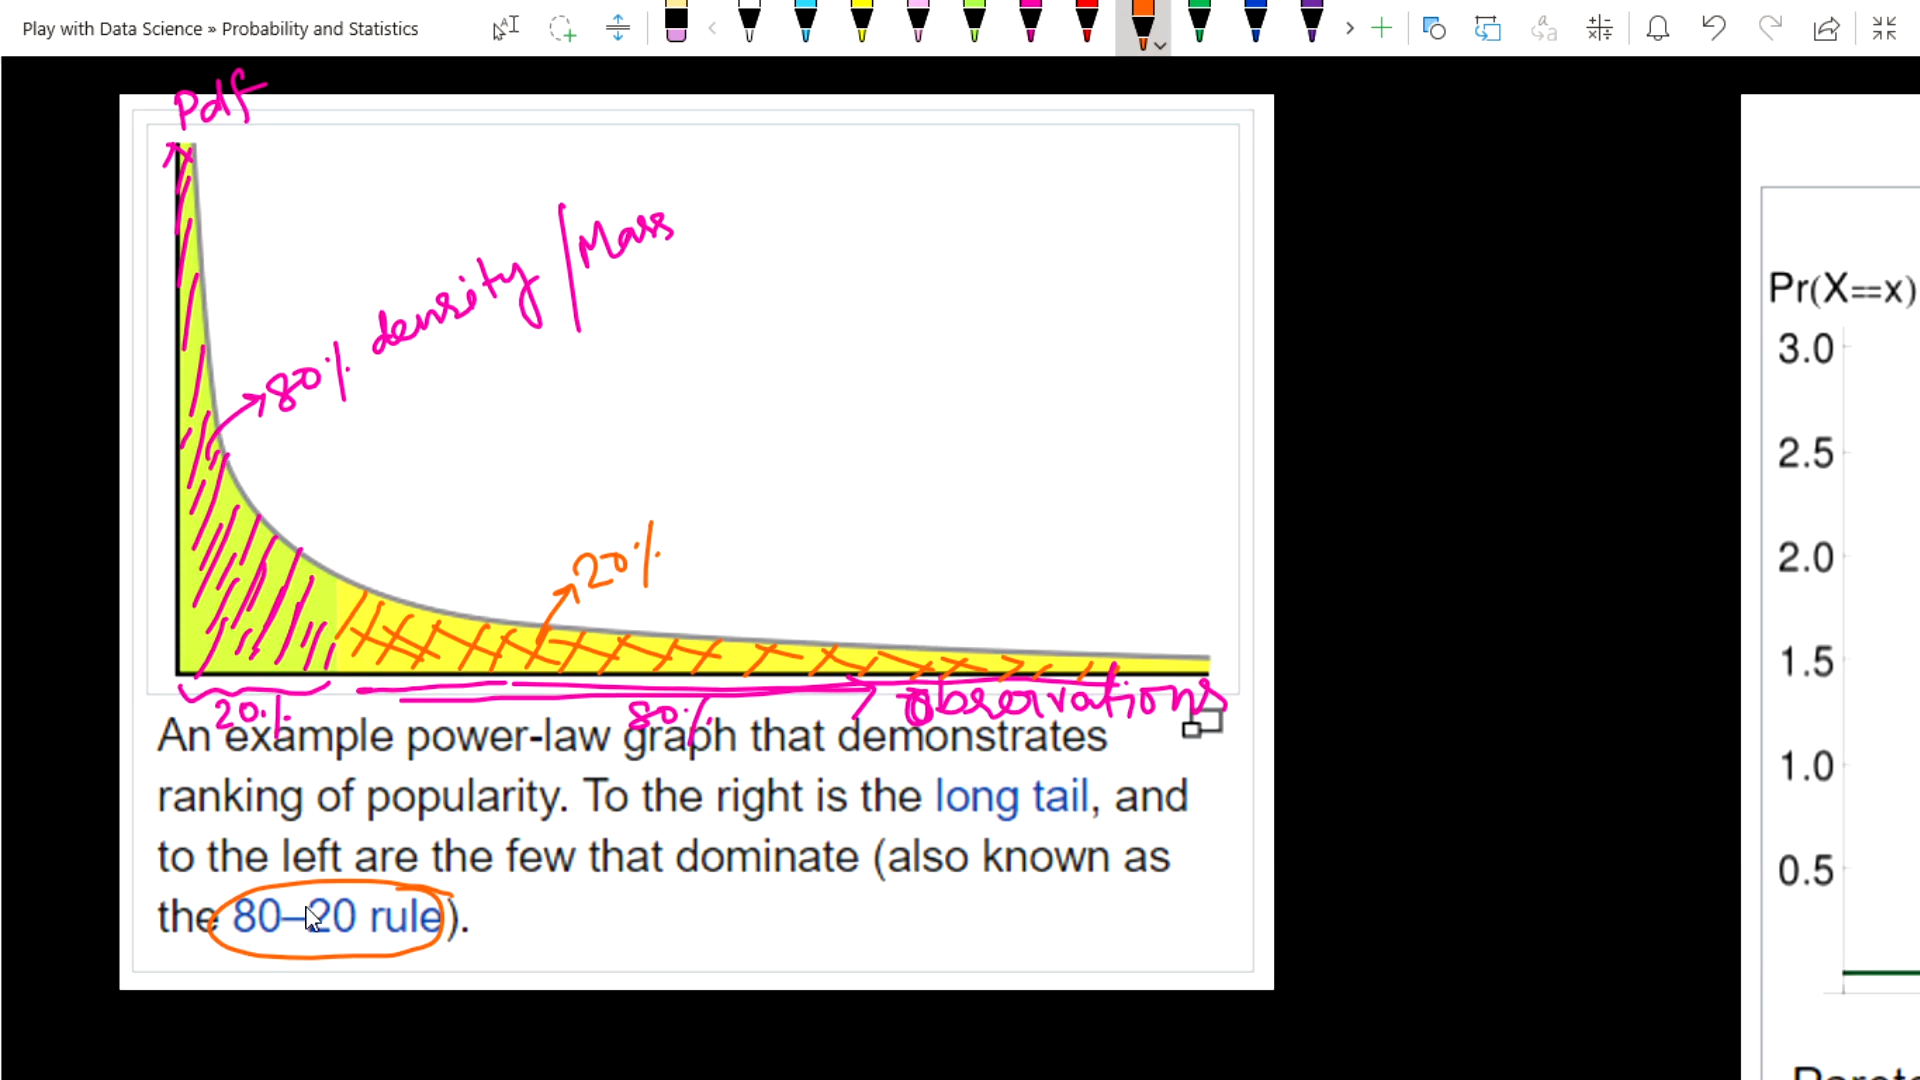 Play with Data Science » Probability and Statistics
Pdf
80% density/Mass
20%
20%
80%
Observations
An example power-law graph that demonstrates
ranking of popularity. To the right is the long tail, and
to the left are the few that dominate (also known as
the 80–20 rule).
Pr(X==x)
3.0
2.5
2.0
1.5
1.0
0.5